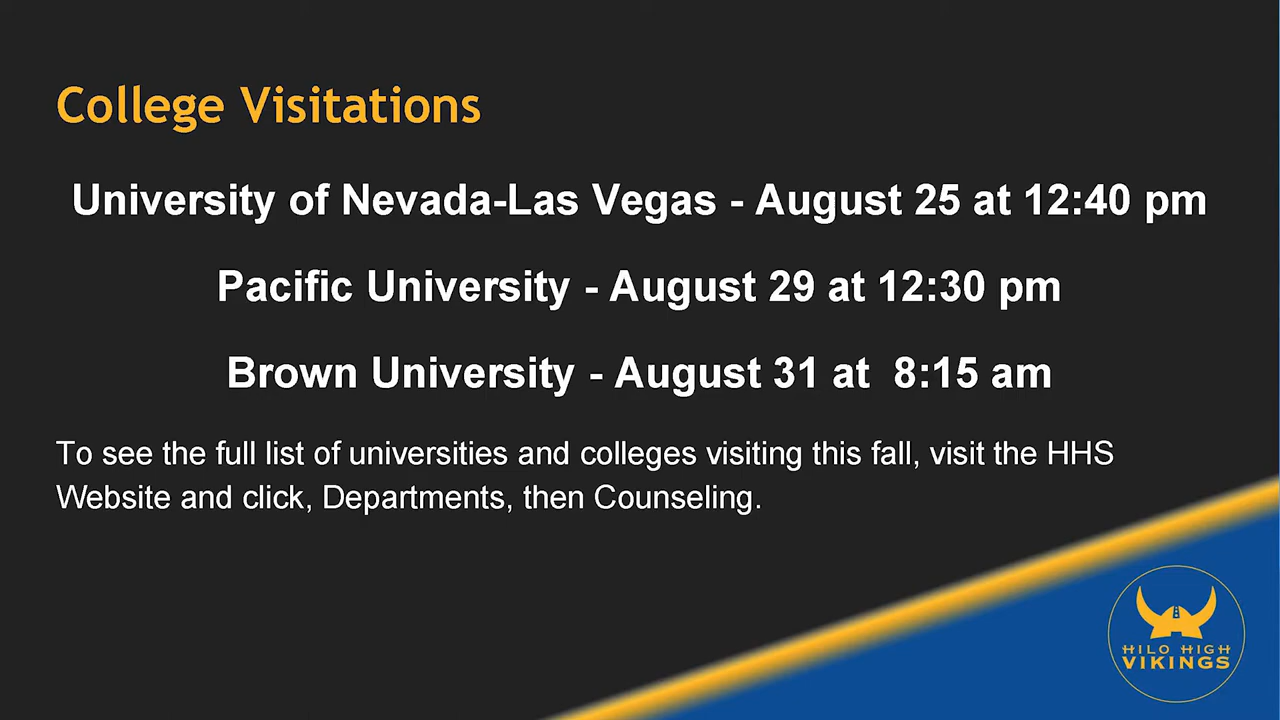 College Visitations
University of Nevada-Las Vegas - August 25 at 12:40 pm
Pacific University - August 29 at 12:30 pm
Brown University - August 31 at  8:15 am
To see the full list of universities and colleges visiting this fall, visit the HHS
Website and click, Departments, then Counseling.
HILO HIGH
VIKINGS